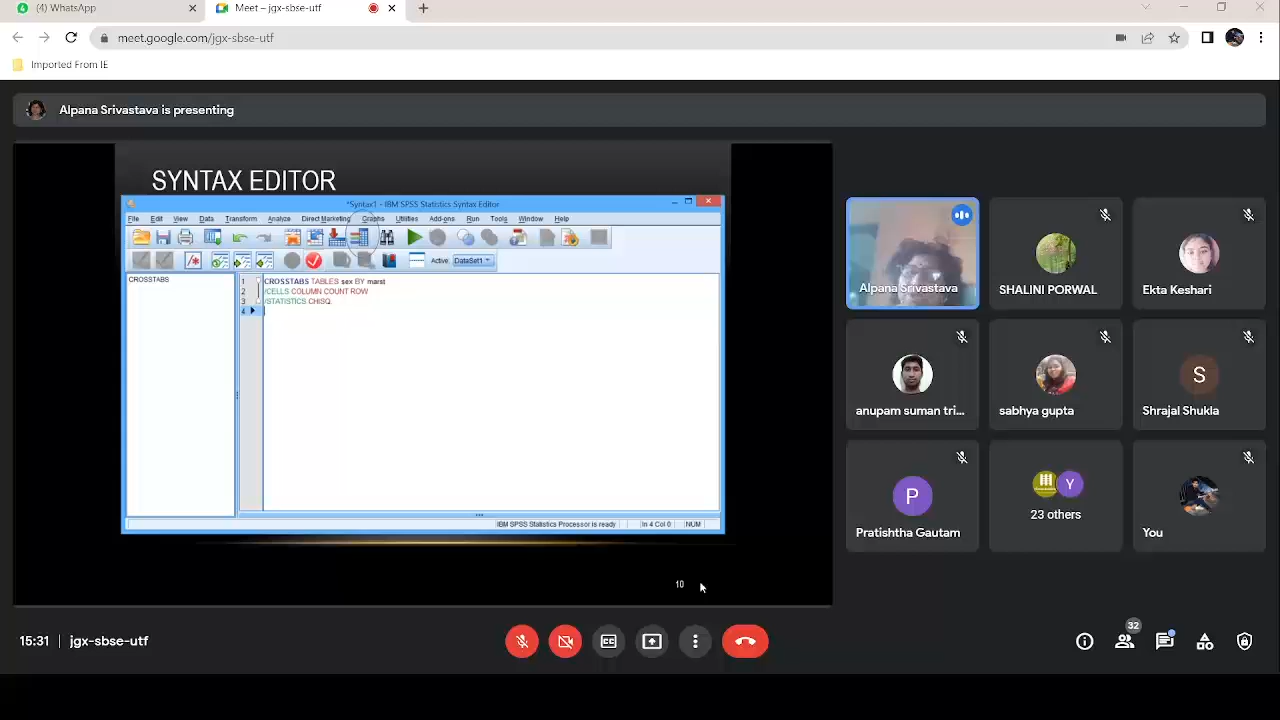 (4) WhatsApp
Meet – jgx-sbse-utf
meet.google.com/jgx-sbse-utf
Imported From IE
Alpana Srivastava is presenting
SYNTAX EDITOR
*Syntax1 - IBM SPSS Statistics Syntax Editor
File Edit View Data Transform Analyze Direct Marketing Graphs Utilities Add-ons Run Tools Window Help
Active: DataSet1
CROSSTABS
1 CROSSTABS TABLES sex BY marst
2 /CELLS COLUMN COUNT ROW
3 /STATISTICS CHISQ.
4
IBM SPSS Statistics Processor is ready In 4 Col 0 NUM
10
Alpana Srivastava
SHALINI PORWAL
Ekta Keshari
anupam suman tri...
sabhya gupta
S
Shrajal Shukla
P
Pratishtha Gautam
Y
23 others
You
15:31 | jgx-sbse-utf
32